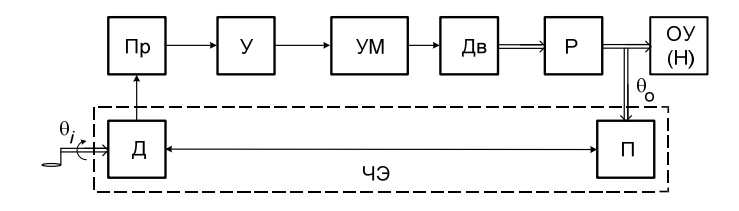 Пр
У
УМ
Дв
Р
ОУ
(Н)
θi
θo
Д
П
ЧЭ